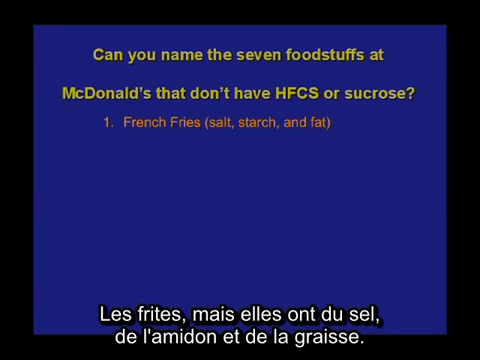 Can you name the seven foodstuffs at
McDonald's that don't have HFCS or sucrose?
1. French Fries (salt, starch, and fat)
Les frites, mais elles ont du sel,
de l'amidon et de la graisse.